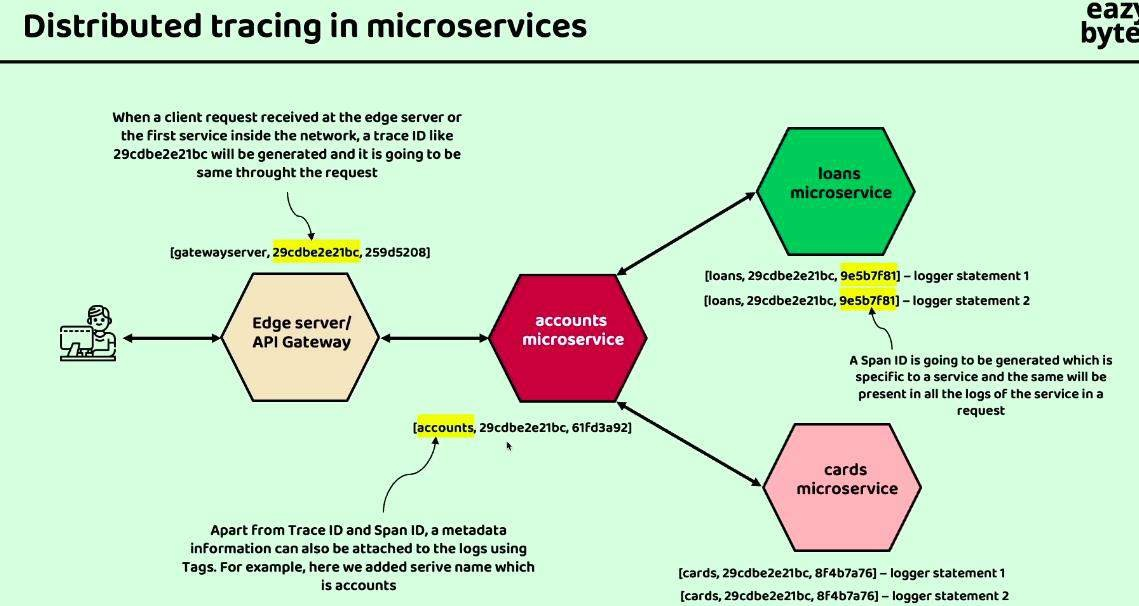 Distributed tracing in microservices
eazy
byte
When a client request received at the edge server or
the first service inside the network, a trace ID like
29cdbe2e21bc will be generated and it is going to be
same throught the request
[gatewayserver, 29cdbe2e21bc, 259d5208]
Edge server/
API Gateway
accounts
microservice
[accounts, 29cdbe2e21bc, 61fd3a92]
Apart from Trace ID and Span ID, a metadata
information can also be attached to the logs using
Tags. For example, here we added serive name which
is accounts
loans
microservice
[loans, 29cdbe2e21bc, 9e5b7f81] – logger statement 1
[loans, 29cdbe2e21bc, 9e5b7f81] – logger statement 2
A Span ID is going to be generated which is
specific to a service and the same will be
present in all the logs of the service in a
request
cards
microservice
[cards, 29cdbe2e21bc, 8f4b7a76] – logger statement 1
[cards, 29cdbe2e21bc, 8f4b7a76] – logger statement 2